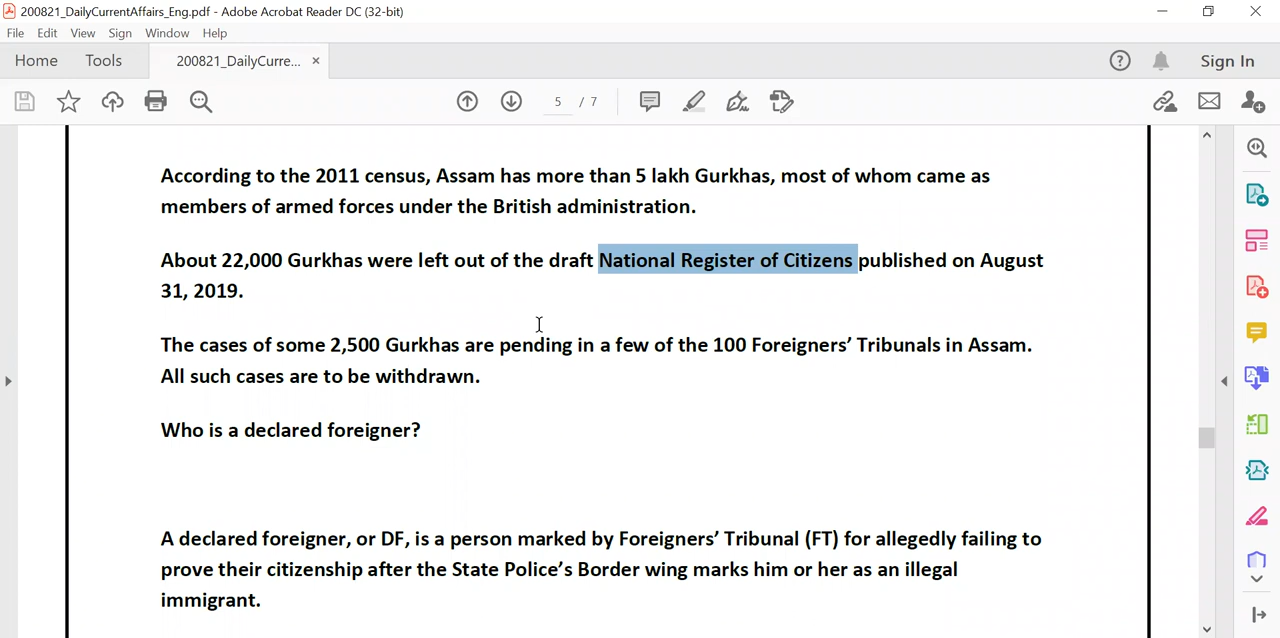 200821_DailyCurrentAffairs_Eng.pdf - Adobe Acrobat Reader DC (32-bit)
File Edit View Sign Window Help
Home Tools 200821_DailyCurre... × Sign In
5 / 7
According to the 2011 census, Assam has more than 5 lakh Gurkhas, most of whom came as
members of armed forces under the British administration.
About 22,000 Gurkhas were left out of the draft National Register of Citizens published on August
31, 2019.
The cases of some 2,500 Gurkhas are pending in a few of the 100 Foreigners’ Tribunals in Assam.
All such cases are to be withdrawn.
Who is a declared foreigner?
A declared foreigner, or DF, is a person marked by Foreigners’ Tribunal (FT) for allegedly failing to
prove their citizenship after the State Police’s Border wing marks him or her as an illegal
immigrant.